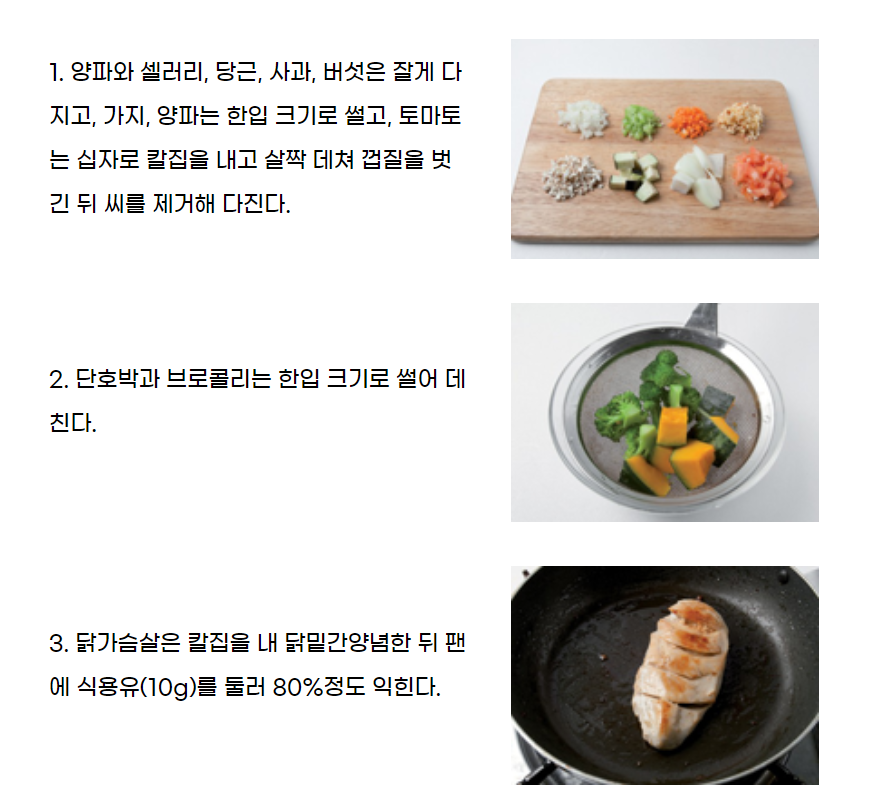 1. 양파와 셀러리, 당근, 사과, 버섯은 잘게 다
지고, 가지, 양파는 한입 크기로 썰고, 토마토
는 십자로 칼집을 내고 살짝 데쳐 껍질을 벗
긴 뒤 씨를 제거해 다진다.
2. 단호박과 브로콜리는 한입 크기로 썰어 데
친다.
3. 닭가슴살은 칼집을 내 닭밑간양념한 뒤 팬
에 식용유(10g)를 둘러 80%정도 익힌다.